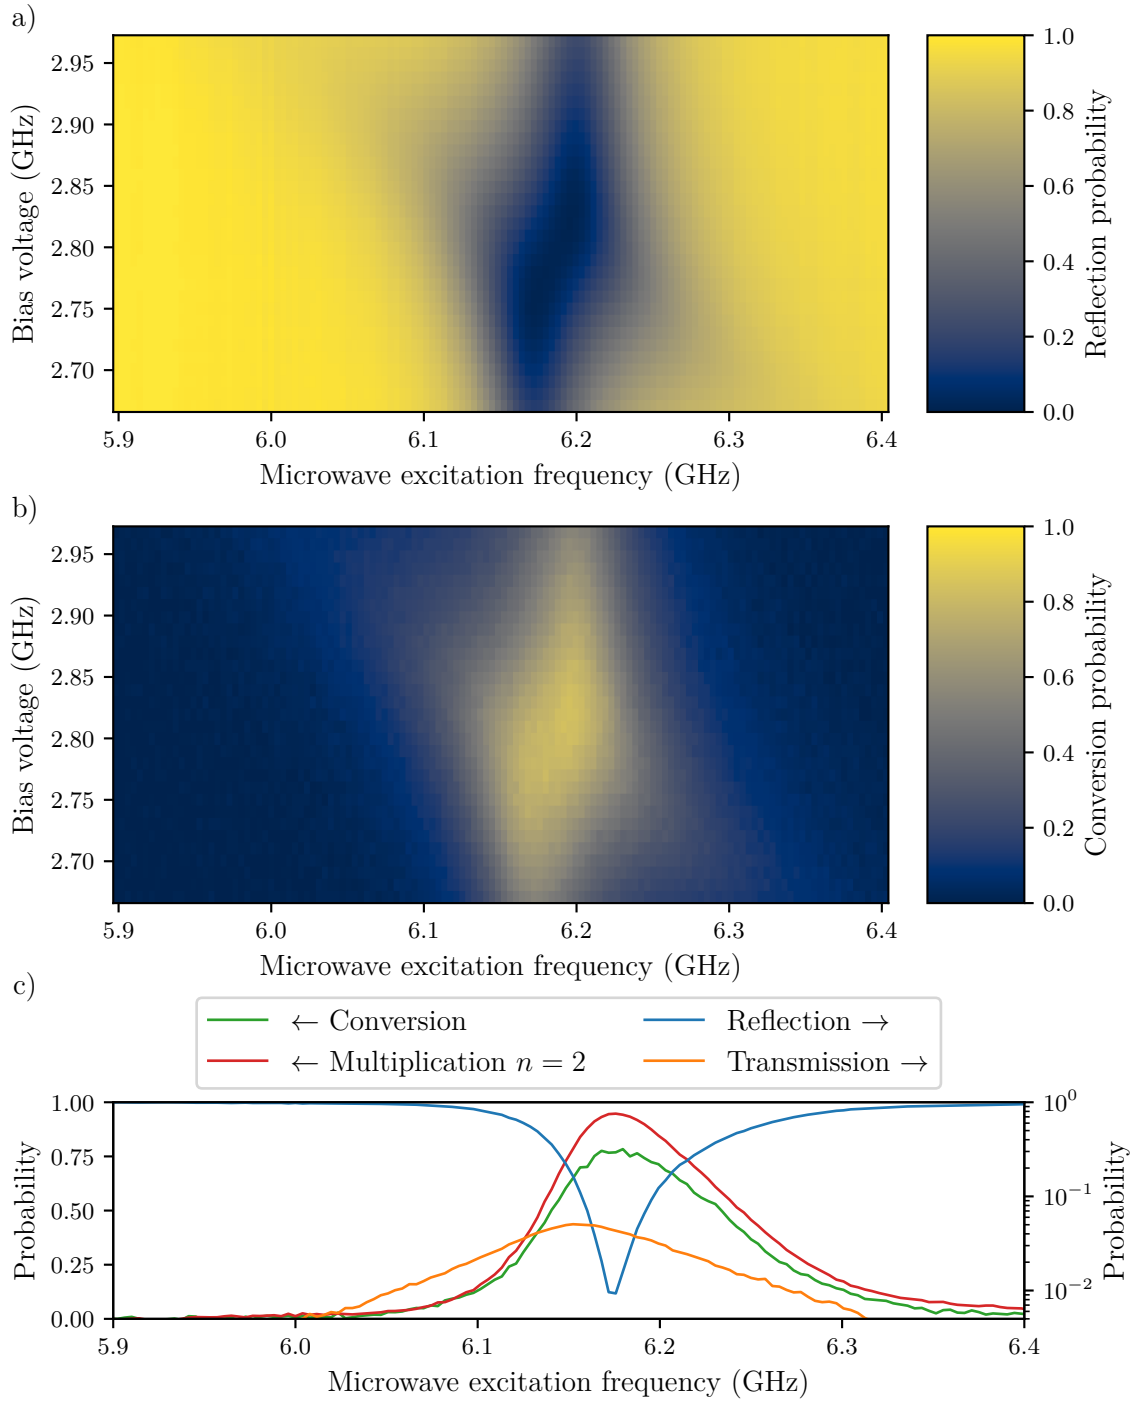 a)
2.95
2.90
2.85
2.80
2.75
2.70
Bias voltage (GHz)
5.9 6.0 6.1 6.2 6.3 6.4
Microwave excitation frequency (GHz)
1.0
0.8
0.6
0.4
0.2
0.0
Reflection probability
b)
2.95
2.90
2.85
2.80
2.75
2.70
Bias voltage (GHz)
5.9 6.0 6.1 6.2 6.3 6.4
Microwave excitation frequency (GHz)
1.0
0.8
0.6
0.4
0.2
0.0
Conversion probability
c)
← Conversion Reflection →
← Multiplication n = 2 Transmission →
1.00
0.75
0.50
0.25
0.00
Probability
10⁰
10⁻¹
10⁻²
Probability
5.9 6.0 6.1 6.2 6.3 6.4
Microwave excitation frequency (GHz)